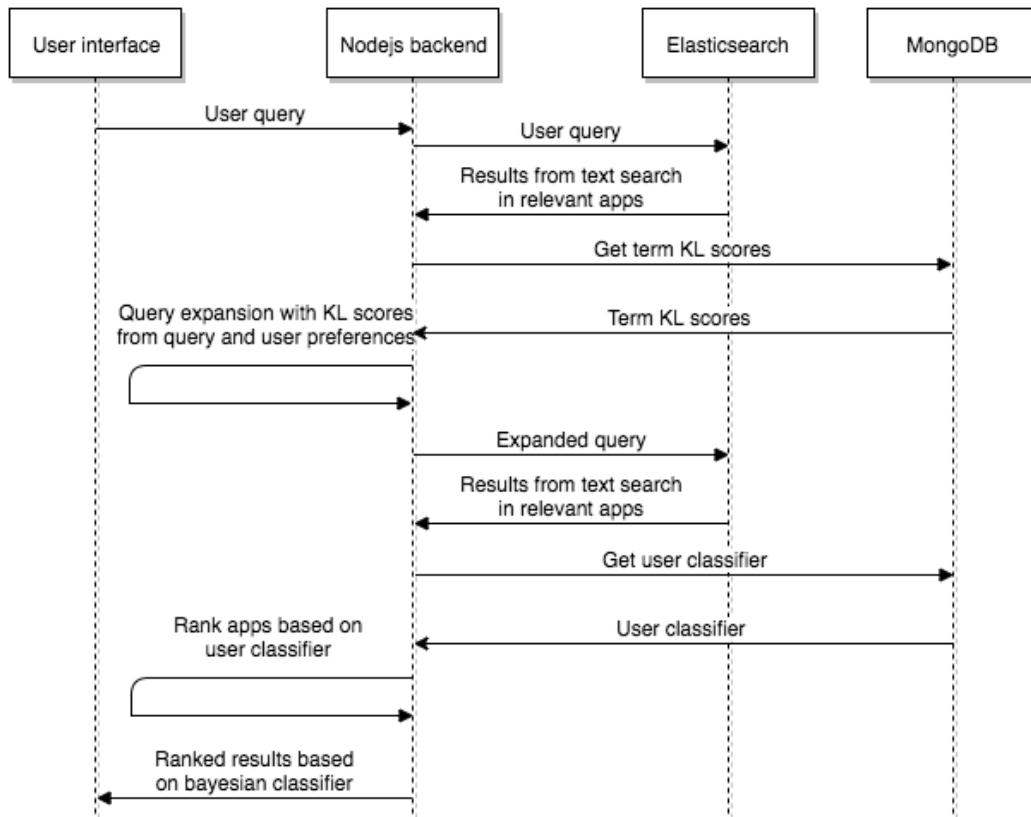 User interface
Nodejs backend
Elasticsearch
MongoDB
User query
User query
Results from text search
in relevant apps
Get term KL scores
Query expansion with KL scores
from query and user preferences
Term KL scores
Expanded query
Results from text search
in relevant apps
Get user classifier
Rank apps based on
user classifier
User classifier
Ranked results based
on bayesian classifier